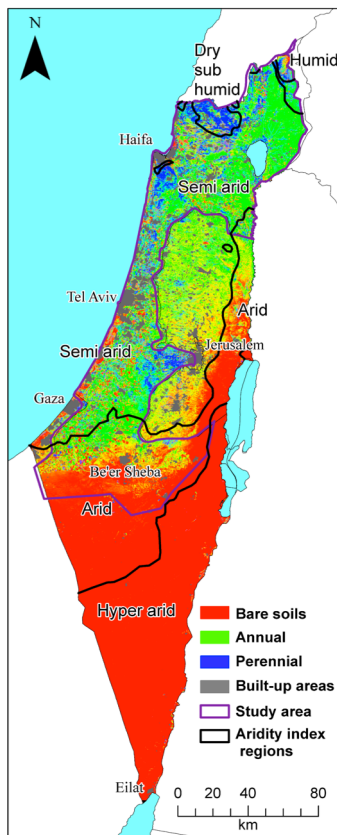 N
Dry
sub
humid
Humid
Haifa
Semi arid
Tel Aviv
Arid
Jerusalem
Semi arid
Gaza
Be'er Sheba
Arid
Hyper arid
Bare soils
Annual
Perennial
Built-up areas
Study area
Aridity index
regions
Eilat
0 20 40 80
km